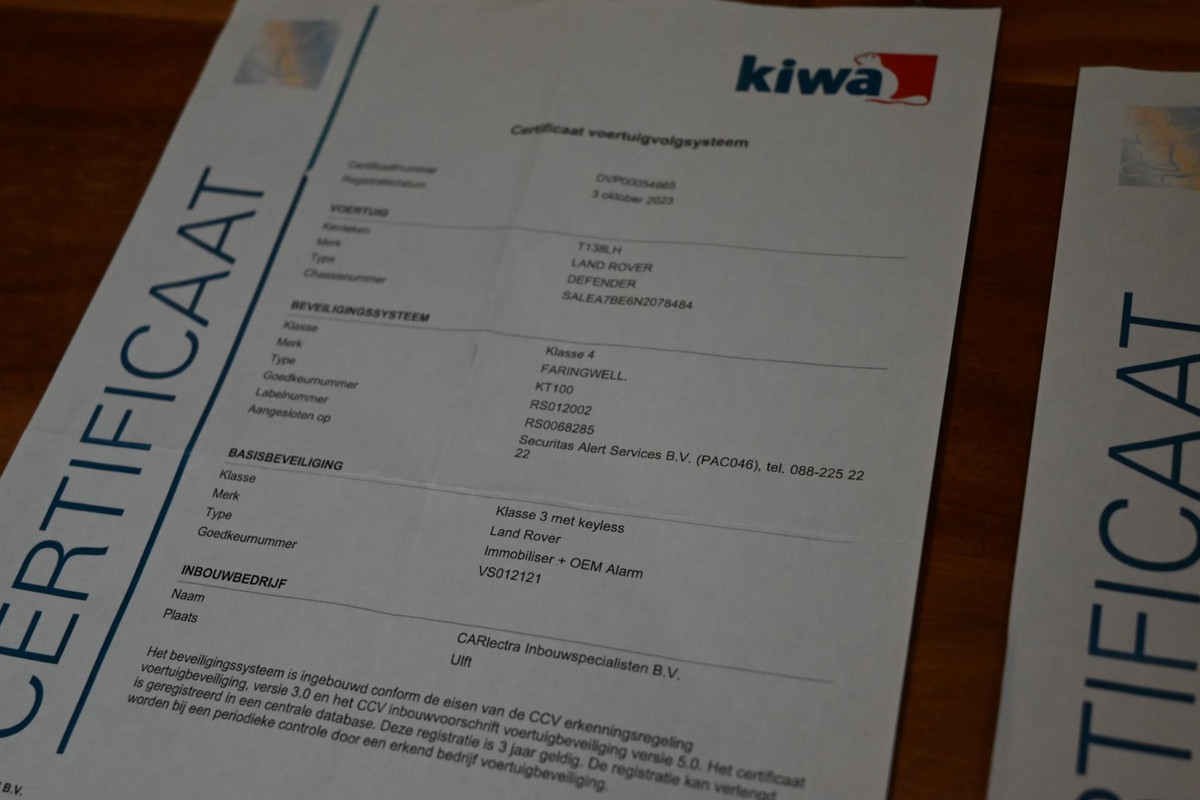 kiwa
CERTIFICAAT
Certificaat voertuigvolgsysteem
Certificaatnummer DVP00054665
Registratiedatum 3 oktober 2023
VOERTUIG
Kenteken T138LH
Merk LAND ROVER
Type DEFENDER
Chassisnummer SALEA7BE6N2078484
BEVEILIGINGSSYSTEEM
Klasse Klasse 4
Merk FARINGWELL.
Type KT100
Goedkeurnummer RS012002
Labelnummer RS0068285
Aangesloten op Securitas Alert Services B.V. (PAC046), tel. 088-225 22
22
BASISBEVEILIGING
Klasse Klasse 3 met keyless
Merk Land Rover
Type Immobiliser + OEM Alarm
Goedkeurnummer VS012121
INBOUWBEDRIJF
Naam CARlectra Inbouwspecialisten B.V.
Plaats Ulft
Het beveiligingssysteem is ingebouwd conform de eisen van de CCV erkenningsregeling
voertuigbeveiliging, versie 3.0 en het CCV inbouwvoorschrift voertuigbeveiliging versie 5.0. Het certificaat
is geregistreerd in een centrale database. Deze registratie is 3 jaar geldig. De registratie kan verlengd
worden bij een periodieke controle door een erkend bedrijf voertuigbeveiliging.
B.V.
TIFICAAT